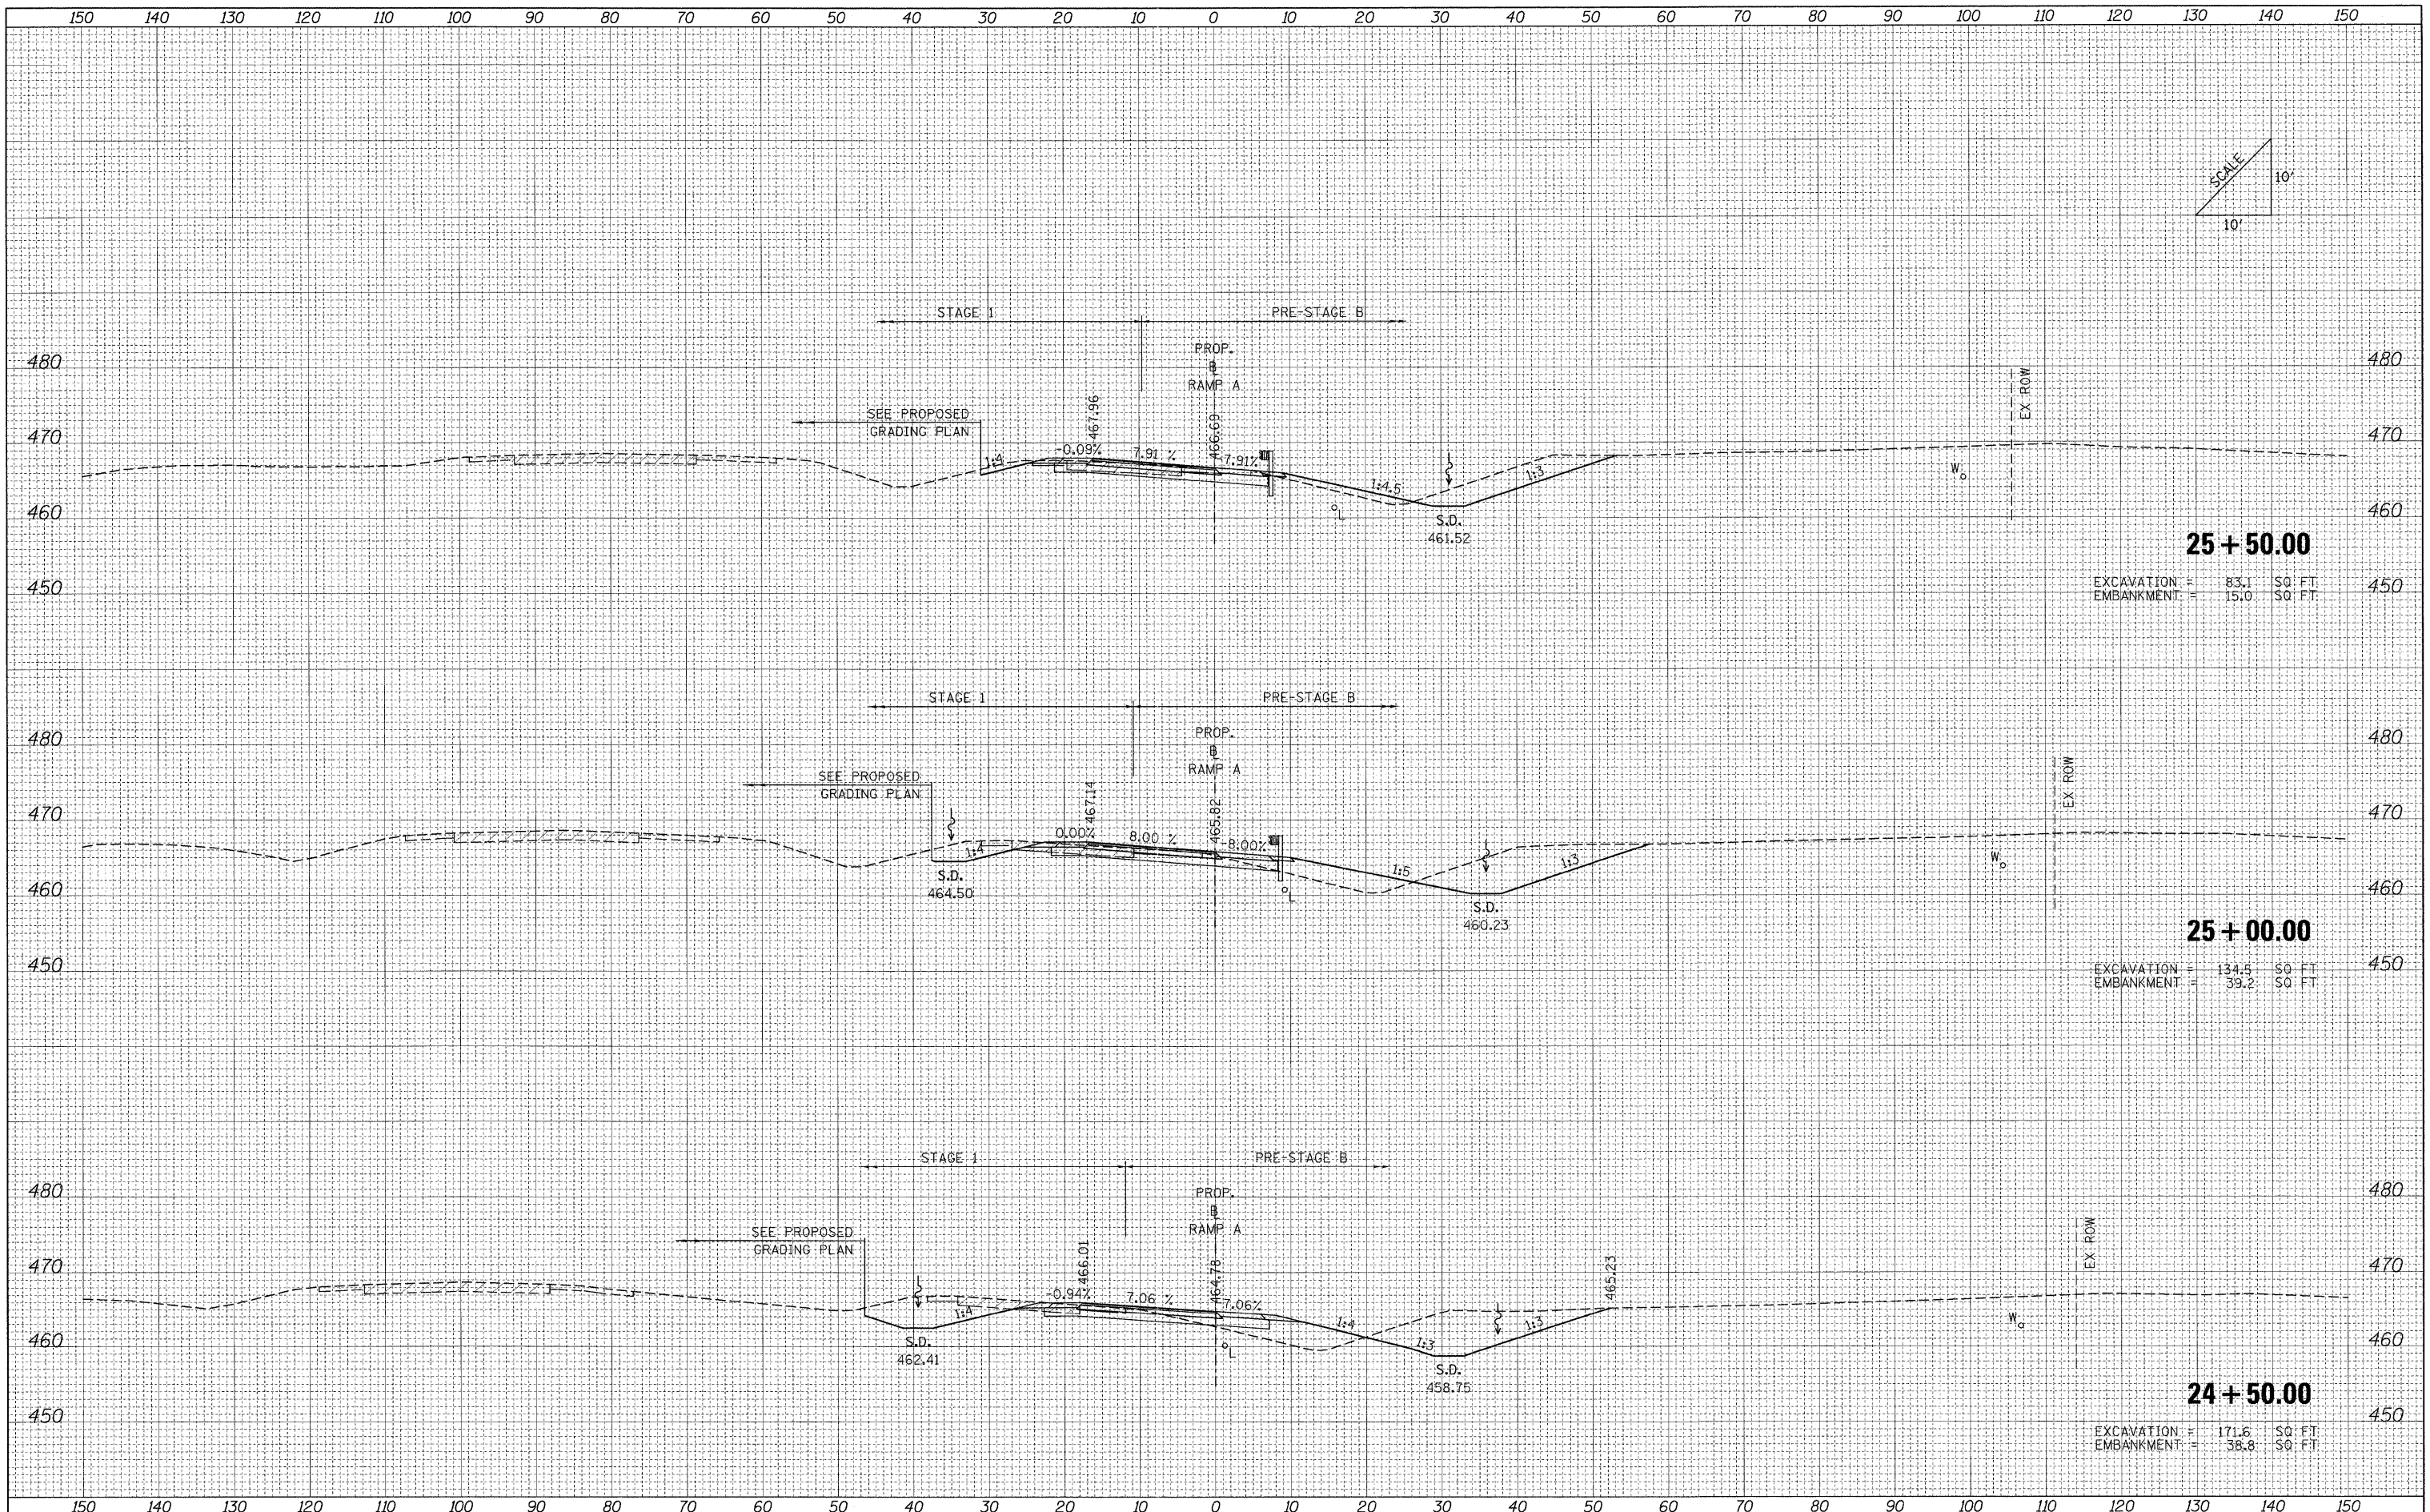 150 140 130 120 110 100 90 80 70 60 50 40 30 20 10 0 10 20 30 40 50 60 70 80 90 100 110 120 130 140 150
SCALE
10'
10'
STAGE 1 PRE-STAGE B
480 480
PROP.
B
RAMP A
EX ROW
SEE PROPOSED
GRADING PLAN
467.96
466.69
470 470
1:4 -0.09% 7.91 % -7.91% 1:4.5 1:3
W
460 460
L
S.D.
461.52
25+50.00
EXCAVATION = 83.1 SQ FT
EMBANKMENT = 15.0 SQ FT
450 450
STAGE 1 PRE-STAGE B
480 480
PROP.
B
RAMP A
EX ROW
SEE PROPOSED
GRADING PLAN
467.14
465.82
470 470
1:4 0.00% 8.00 % -8.00% 1:5 1:3
W
460 460
L
S.D.
464.50
S.D.
460.23
25+00.00
EXCAVATION = 134.5 SQ FT
EMBANKMENT = 39.2 SQ FT
450 450
STAGE 1 PRE-STAGE B
480 480
PROP.
B
RAMP A
EX ROW
SEE PROPOSED
GRADING PLAN
466.01
464.78
465.23
470 470
1:4 -0.94% 7.06 % -7.06% 1:4 1:3 1:3
W
460 460
L
S.D.
462.41
S.D.
458.75
24+50.00
450 450
EXCAVATION = 171.6 SQ FT
EMBANKMENT = 38.8 SQ FT
150 140 130 120 110 100 90 80 70 60 50 40 30 20 10 0 10 20 30 40 50 60 70 80 90 100 110 120 130 140 150